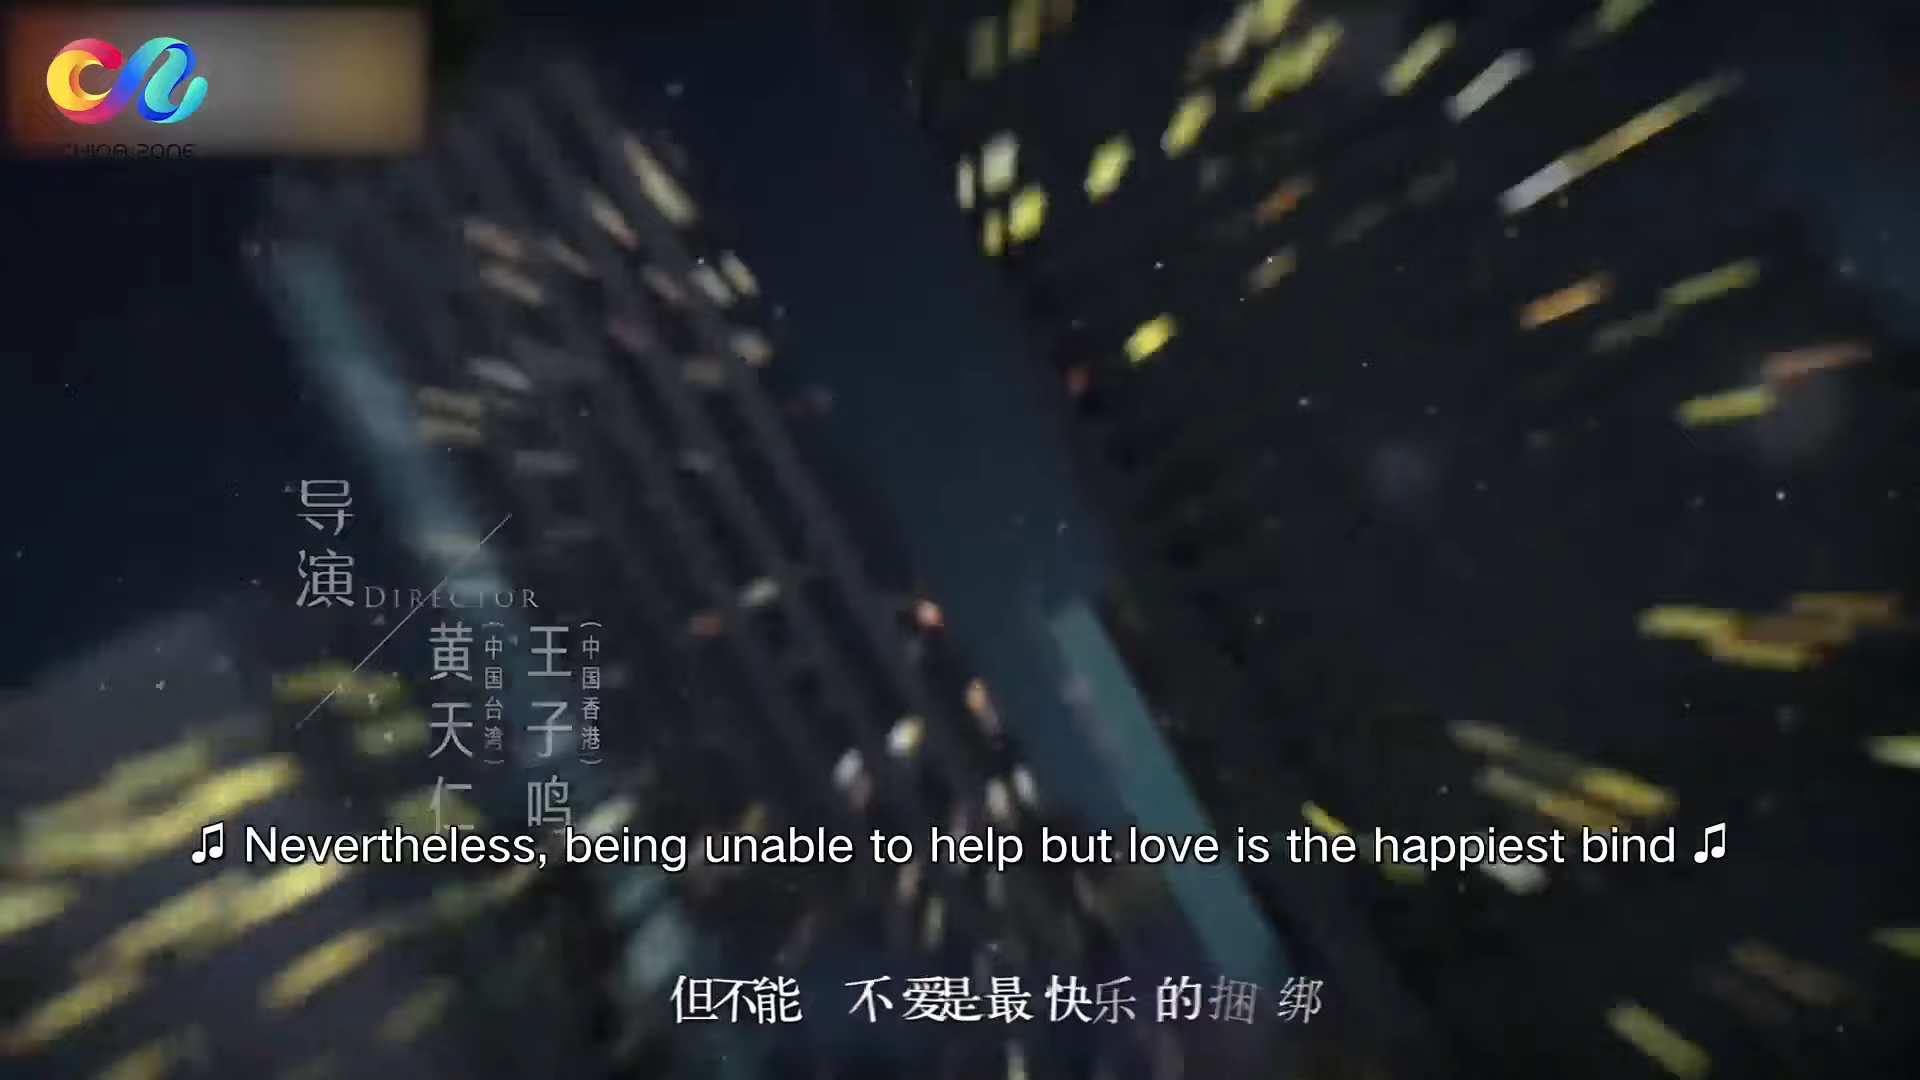 CHINA ZONE
导演
DIRECTOR
黄天仁
(中国台湾)
王子鸣
(中国香港)
♫ Nevertheless, being unable to help but love is the happiest bind ♫
但不能 不爱是最快乐的捆绑